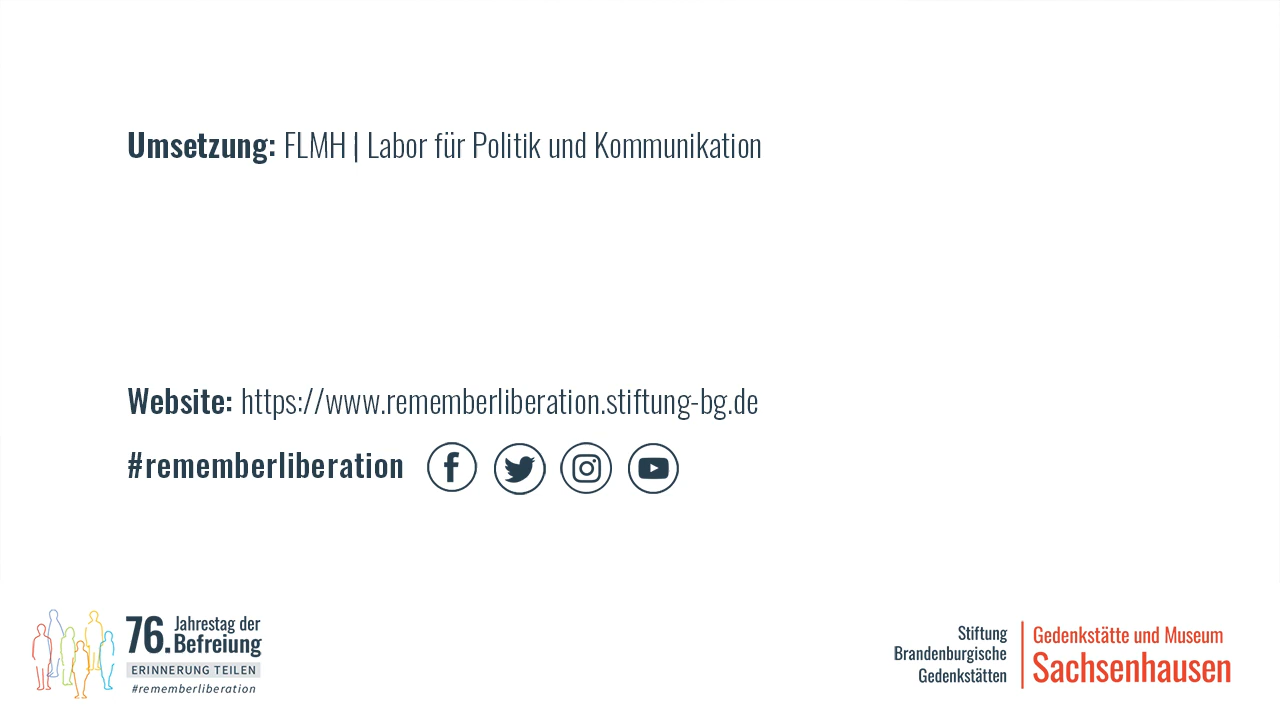 Umsetzung: FLMH | Labor für Politik und Kommunikation
Website: https://www.rememberliberation.stiftung-bg.de
#rememberliberation
76. Jahrestag der
Befreiung
ERINNERUNG TEILEN
#rememberliberation
Stiftung
Brandenburgische
Gedenkstätten
Gedenkstätte und Museum
Sachsenhausen